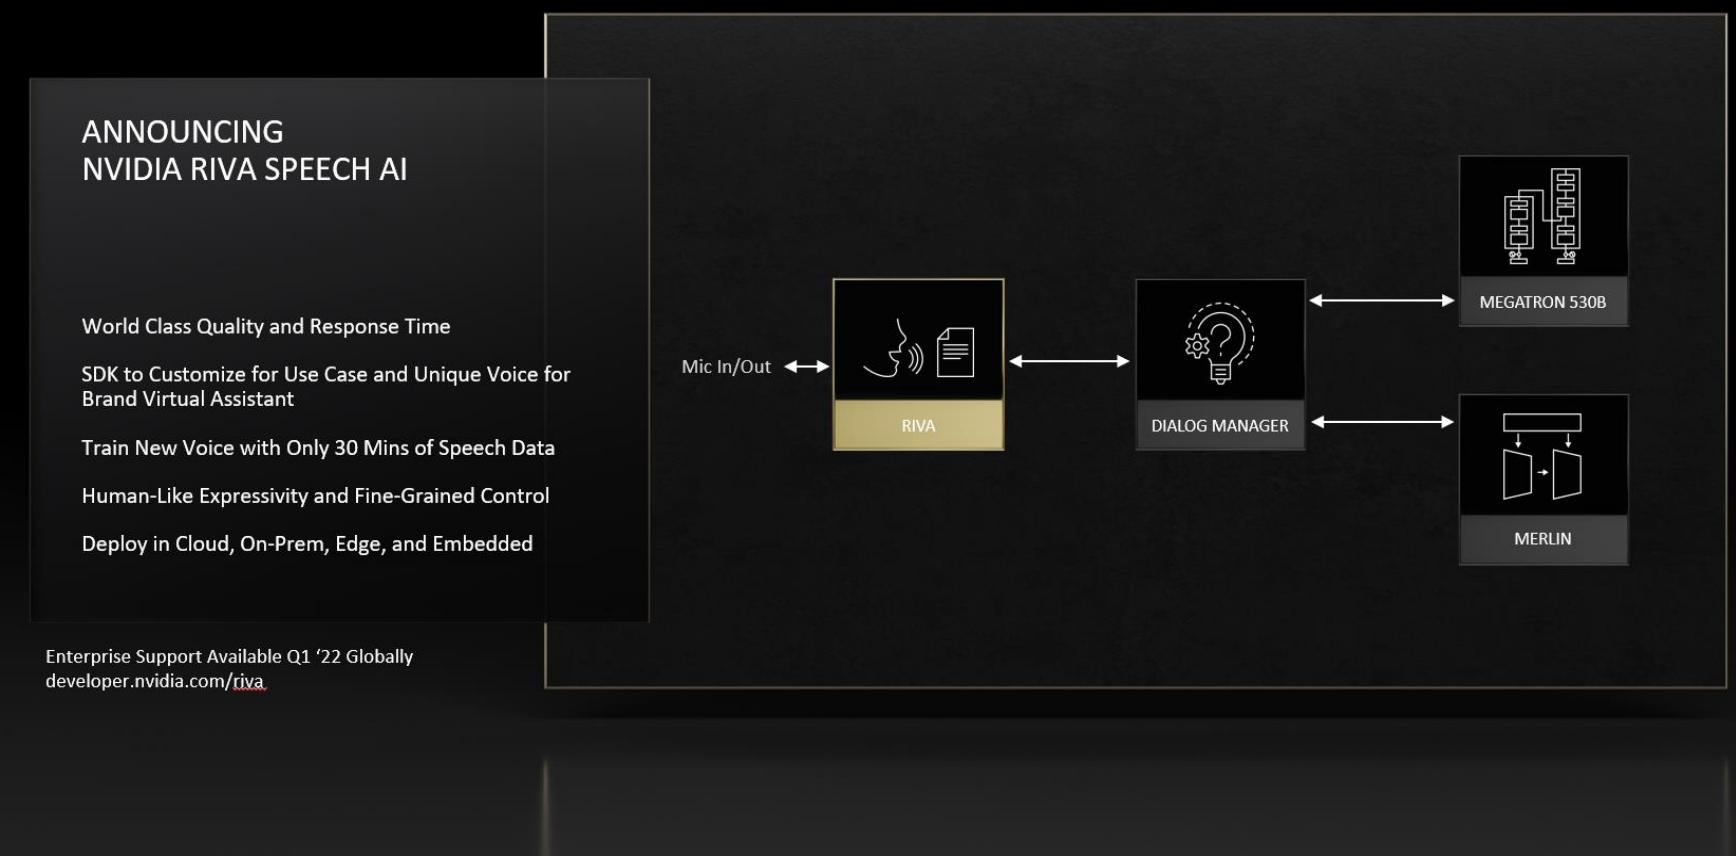 ANNOUNCING
NVIDIA RIVA SPEECH AI
World Class Quality and Response Time
SDK to Customize for Use Case and Unique Voice for
Brand Virtual Assistant
Train New Voice with Only 30 Mins of Speech Data
Human-Like Expressivity and Fine-Grained Control
Deploy in Cloud, On-Prem, Edge, and Embedded
Enterprise Support Available Q1 ‘22 Globally
developer.nvidia.com/riva
Mic In/Out
RIVA
DIALOG MANAGER
MEGATRON 530B
MERLIN